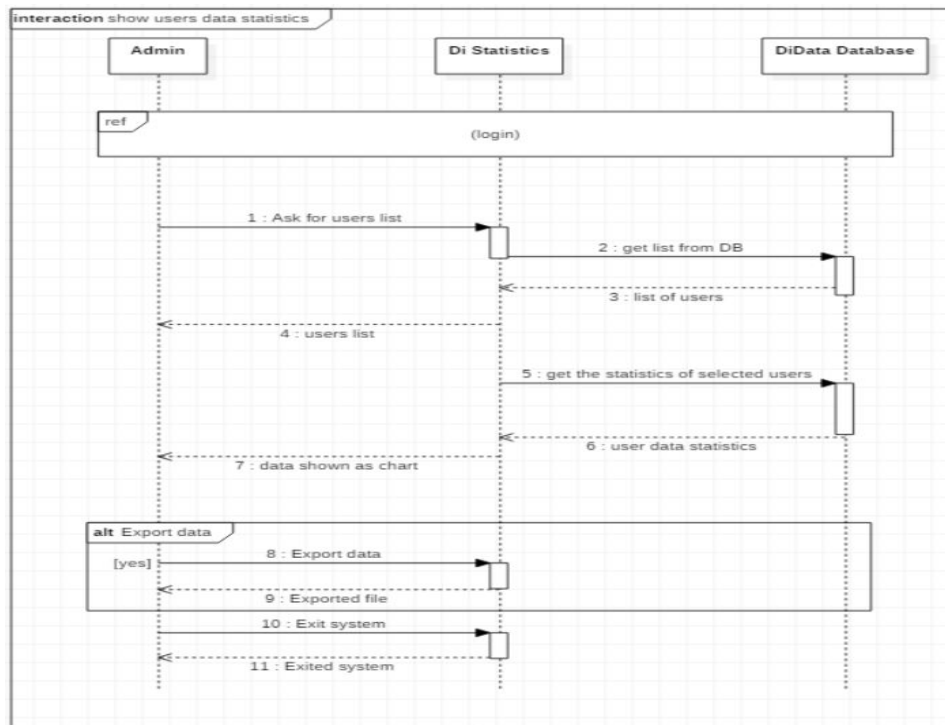 interaction show users data statistics
Admin
Di Statistics
DiData Database
ref
(login)
1 : Ask for users list
2 : get list from DB
3 : list of users
4 : users list
5 : get the statistics of selected users
6 : user data statistics
7 : data shown as chart
alt Export data
[yes]
8 : Export data
9 : Exported file
10 : Exit system
11 : Exited system